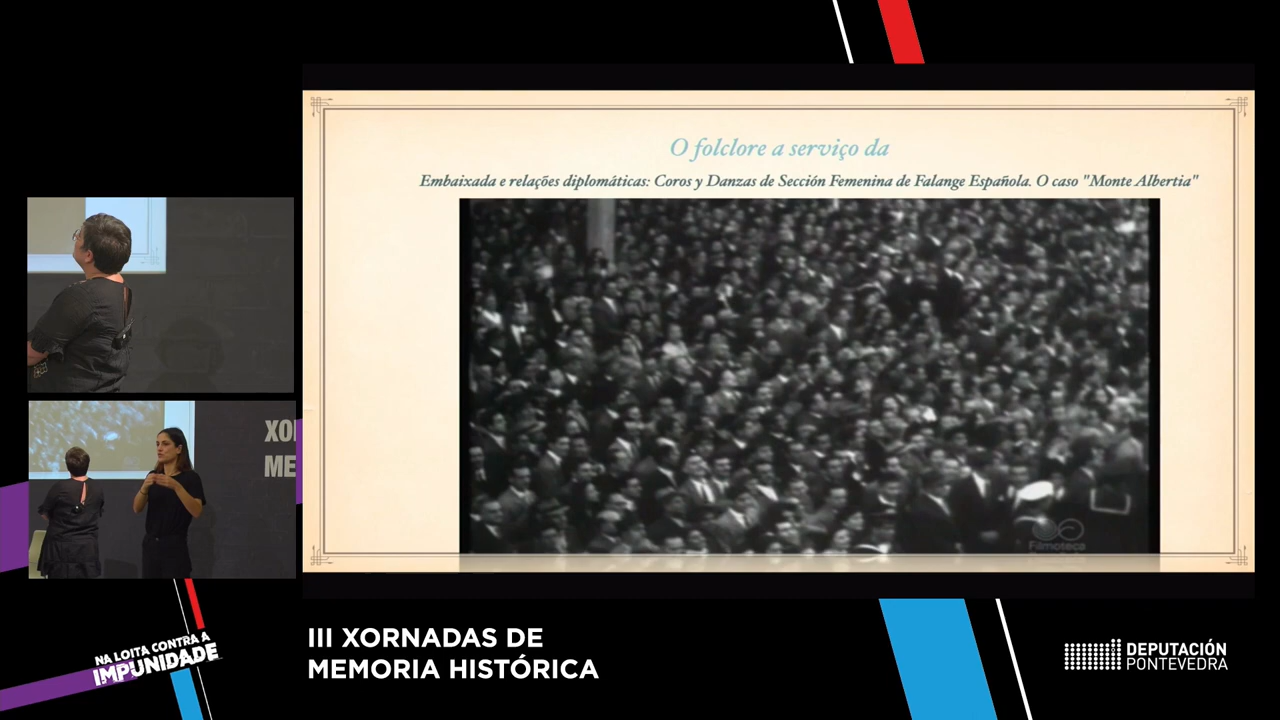 O folclore a serviço da
Embaixada e relações diplomáticas: Coros y Danzas de Sección Femenina de Falange Española. O caso "Monte Albertia"
Filmoteca
XOR
ME
NA LOITA CONTRA A
IMPUNIDADE
III XORNADAS DE
MEMORIA HISTÓRICA
DEPUTACIÓN
PONTEVEDRA